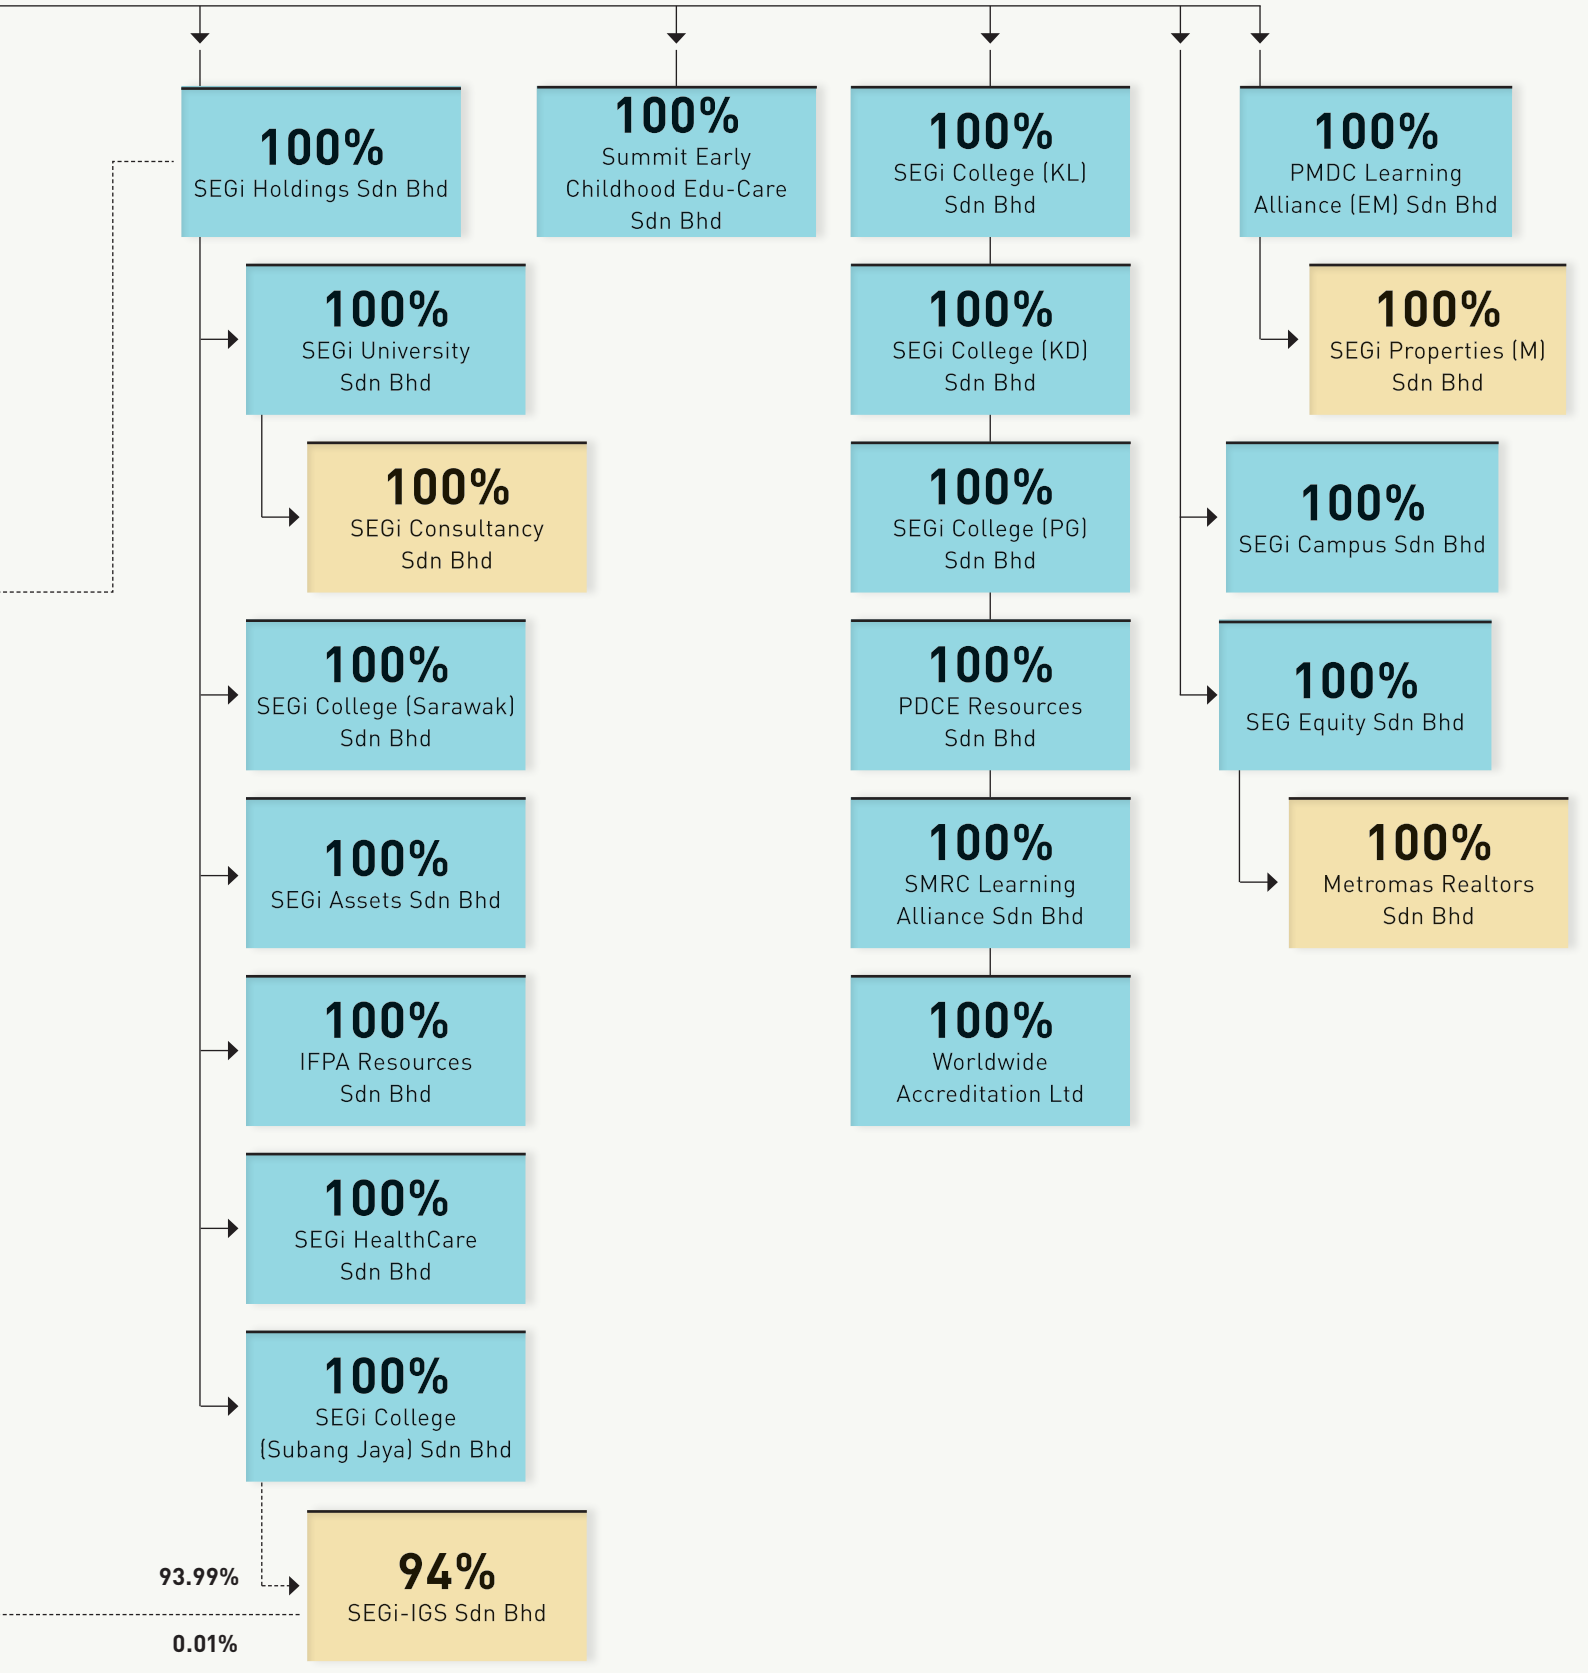 100%
SEGi Holdings Sdn Bhd
100%
SEGi University
Sdn Bhd
100%
SEGi Consultancy
Sdn Bhd
100%
SEGi College (Sarawak)
Sdn Bhd
100%
SEGi Assets Sdn Bhd
100%
IFPA Resources
Sdn Bhd
100%
SEGi HealthCare
Sdn Bhd
100%
SEGi College
(Subang Jaya) Sdn Bhd
93.99%
0.01%
94%
SEGi-IGS Sdn Bhd
100%
Summit Early
Childhood Edu-Care
Sdn Bhd
100%
SEGi College (KL)
Sdn Bhd
100%
SEGi College (KD)
Sdn Bhd
100%
SEGi College (PG)
Sdn Bhd
100%
PDCE Resources
Sdn Bhd
100%
SMRC Learning
Alliance Sdn Bhd
100%
Worldwide
Accreditation Ltd
100%
PMDC Learning
Alliance (EM) Sdn Bhd
100%
SEGi Properties (M)
Sdn Bhd
100%
SEGi Campus Sdn Bhd
100%
SEG Equity Sdn Bhd
100%
Metromas Realtors
Sdn Bhd